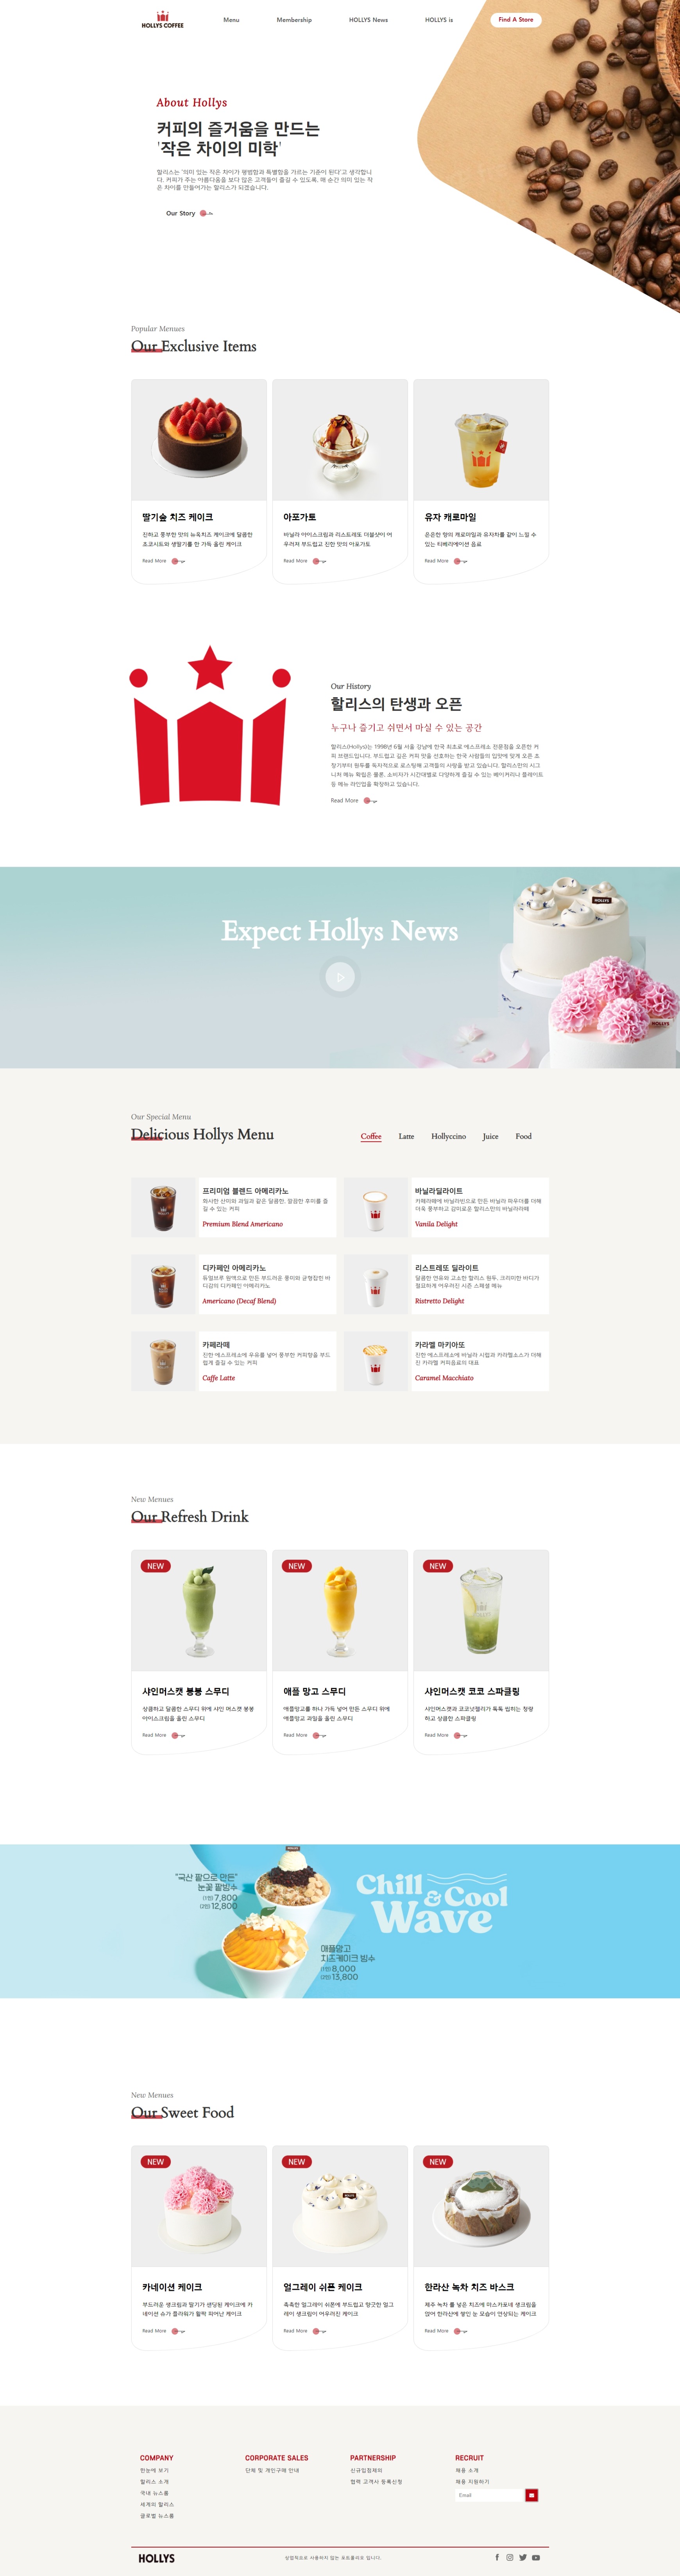 HOLLYS COFFEE
Menu
Membership
HOLLYS News
HOLLYS is
Find A Store
About Hollys
커피의 즐거움을 만드는
'작은 차이의 미학'
할리스는 '의미 있는 작은 차이가 평범함과 특별함을 가르는 기준이 된다'고 생각합니
다. 커피가 주는 아름다움을 보다 많은 고객들이 즐길 수 있도록, 매 순간 의미 있는 작
은 차이를 만들어가는 할리스가 되겠습니다.
Our Story
Popular Menues
Our Exclusive Items
딸기숲 치즈 케이크
진하고 풍부한 맛의 뉴욕치즈 케이크에 달콤한
초코시트와 생딸기를 한 가득 올린 케이크
Read More
아포가토
바닐라 아이스크림과 리스트레또 더블샷이 어
우러져 부드럽고 진한 맛의 아포가토
Read More
유자 캐로마일
은은한 향의 캐로마일과 유자차를 같이 느낄 수
있는 티베리에이션 음료
Read More
Our History
할리스의 탄생과 오픈
누구나 즐기고 쉬면서 마실 수 있는 공간
할리스(Hollys)는 1998년 6월 서울 강남에 한국 최초로 에스프레소 전문점을 오픈한 커
피 브랜드입니다. 부드럽고 깊은 커피 맛을 선호하는 한국 사람들의 입맛에 맞게 오픈 초
창기부터 원두를 독자적으로 로스팅해 고객들의 사랑을 받고 있습니다. 할리스만의 시그
니처 메뉴 확립은 물론, 소비자가 시간대별로 다양하게 즐길 수 있는 베이커리나 플레이트
등 메뉴 라인업을 확장하고 있습니다.
Read More
Expect Hollys News
HOLLYS
HOLLYS
Our Special Menu
Delicious Hollys Menu
Coffee
Latte
Hollyccino
Juice
Food
프리미엄 블렌드 아메리카노
화사한 산미와 과일과 같은 달콤한, 깔끔한 후미를 즐
길 수 있는 커피
Premium Blend Americano
바닐라딜라이트
카페라떼에 바닐라빈으로 만든 바닐라 파우더를 더해
더욱 풍부하고 감미로운 할리스만의 바닐라라떼
Vanila Delight
디카페인 아메리카노
듀얼브루 원액으로 만든 부드러운 풍미와 균형잡힌 바
디감의 디카페인 아메리카노
Americano (Decaf Blend)
리스트레또 딜라이트
달콤한 연유와 고소한 할리스 원두, 크리미한 바디가
절묘하게 어우러진 시즌 스페셜 메뉴
Ristretto Delight
카페라떼
진한 에스프레소에 우유를 넣어 풍부한 커피향을 부드
럽게 즐길 수 있는 커피
Caffe Latte
카라멜 마키아또
진한 에스프레소에 바닐라 시럽과 카라멜소스가 더해
진 카라멜 커피음료의 대표
Caramel Macchiato
New Menues
Our Refresh Drink
NEW
샤인머스캣 봉봉 스무디
상큼하고 달콤한 스무디 위에 샤인 머스캣 봉봉
아이스크림을 올린 스무디
Read More
NEW
애플 망고 스무디
애플망고를 하나 가득 넣어 만든 스무디 위에
애플망고 과일을 올린 스무디
Read More
NEW
샤인머스캣 코코 스파클링
샤인머스캣과 코코넛젤리가 톡톡 씹히는 청량
하고 상큼한 스파클링
Read More
"국산 팥으로 만든"
눈꽃 팥빙수
(1인) 7,800
(2인) 12,800
애플망고
치즈케이크 빙수
(1인) 8,000
(2인) 13,800
Chill & Cool
Wave
New Menues
Our Sweet Food
NEW
카네이션 케이크
부드러운 생크림과 딸기가 샌딩된 케이크에 카
네이션 슈가 플라워가 활짝 피어난 케이크
Read More
NEW
얼그레이 쉬폰 케이크
촉촉한 얼그레이 쉬폰에 부드럽고 향긋한 얼그
레이 생크림이 어우러진 케이크
Read More
NEW
한라산 녹차 치즈 바스크
제주 녹차 를 넣은 치즈에 마스카포네 생크림을
얹어 한라산에 쌓인 눈 모습이 연상되는 케이크
Read More
COMPANY
한눈에 보기
할리스 소개
국내 뉴스룸
세계의 할리스
글로벌 뉴스룸
CORPORATE SALES
단체 및 개인구매 안내
PARTNERSHIP
신규입점제의
협력 고객사 등록신청
RECRUIT
채용 소개
채용 지원하기
Email
HOLLYS
상업적으로 사용하지 않는 포트폴리오 입니다.